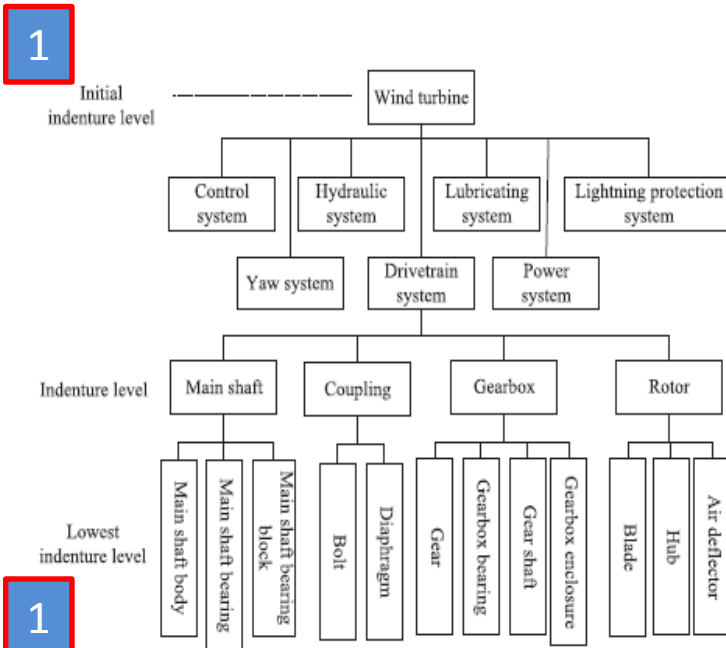 1
Initial
indenture level
Wind turbine
Control
system
Hydraulic
system
Lubricating
system
Lightning protection
system
Yaw system
Drivetrain
system
Power
system
Indenture level
Main shaft
Coupling
Gearbox
Rotor
Lowest
indenture level
Main shaft body
Main shaft bearing
Main shaft bearing
block
Bolt
Diaphragm
Gear
Gearbox bearing
Gear shaft
Gearbox enclosure
Blade
Hub
Air deflector
1